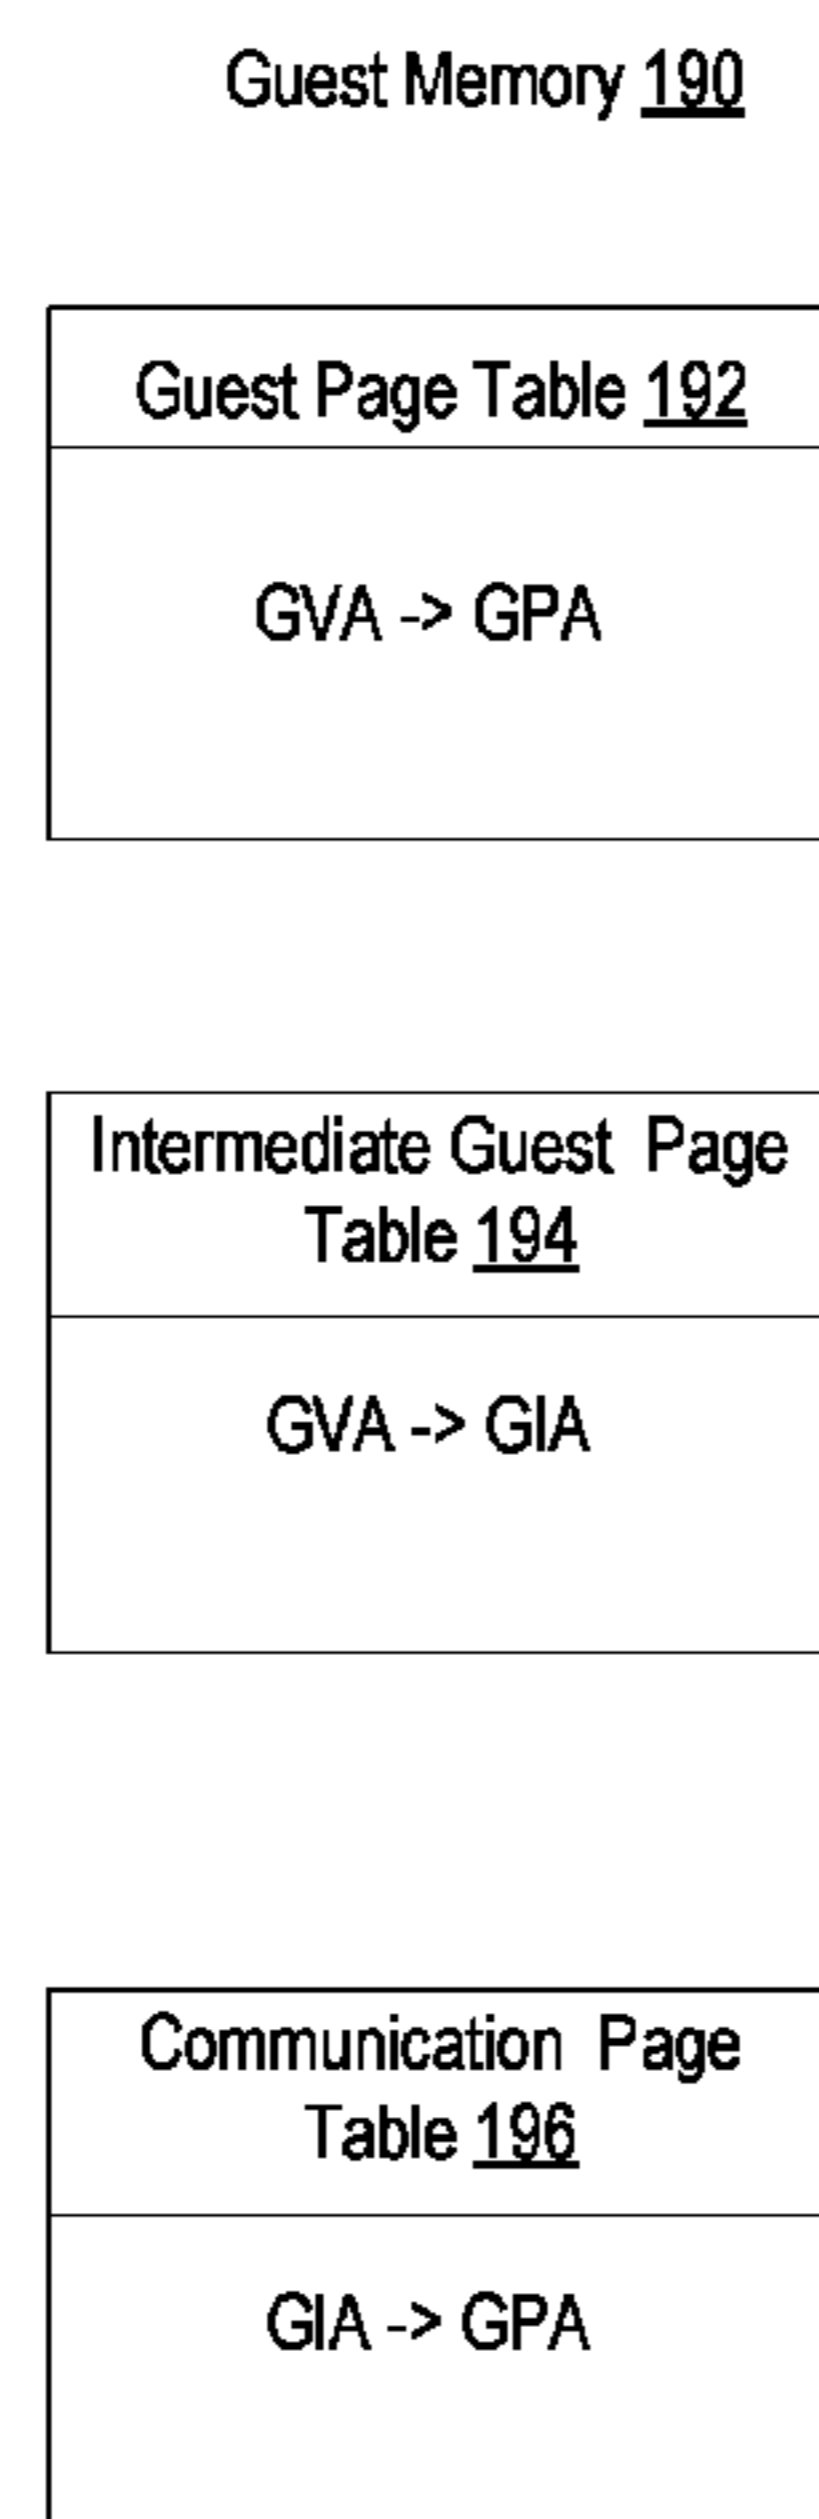 Guest Memory 190
Guest Page Table 192
GVA -> GPA
Intermediate Guest Page
Table 194
GVA -> GIA
Communication Page
Table 196
GIA -> GPA